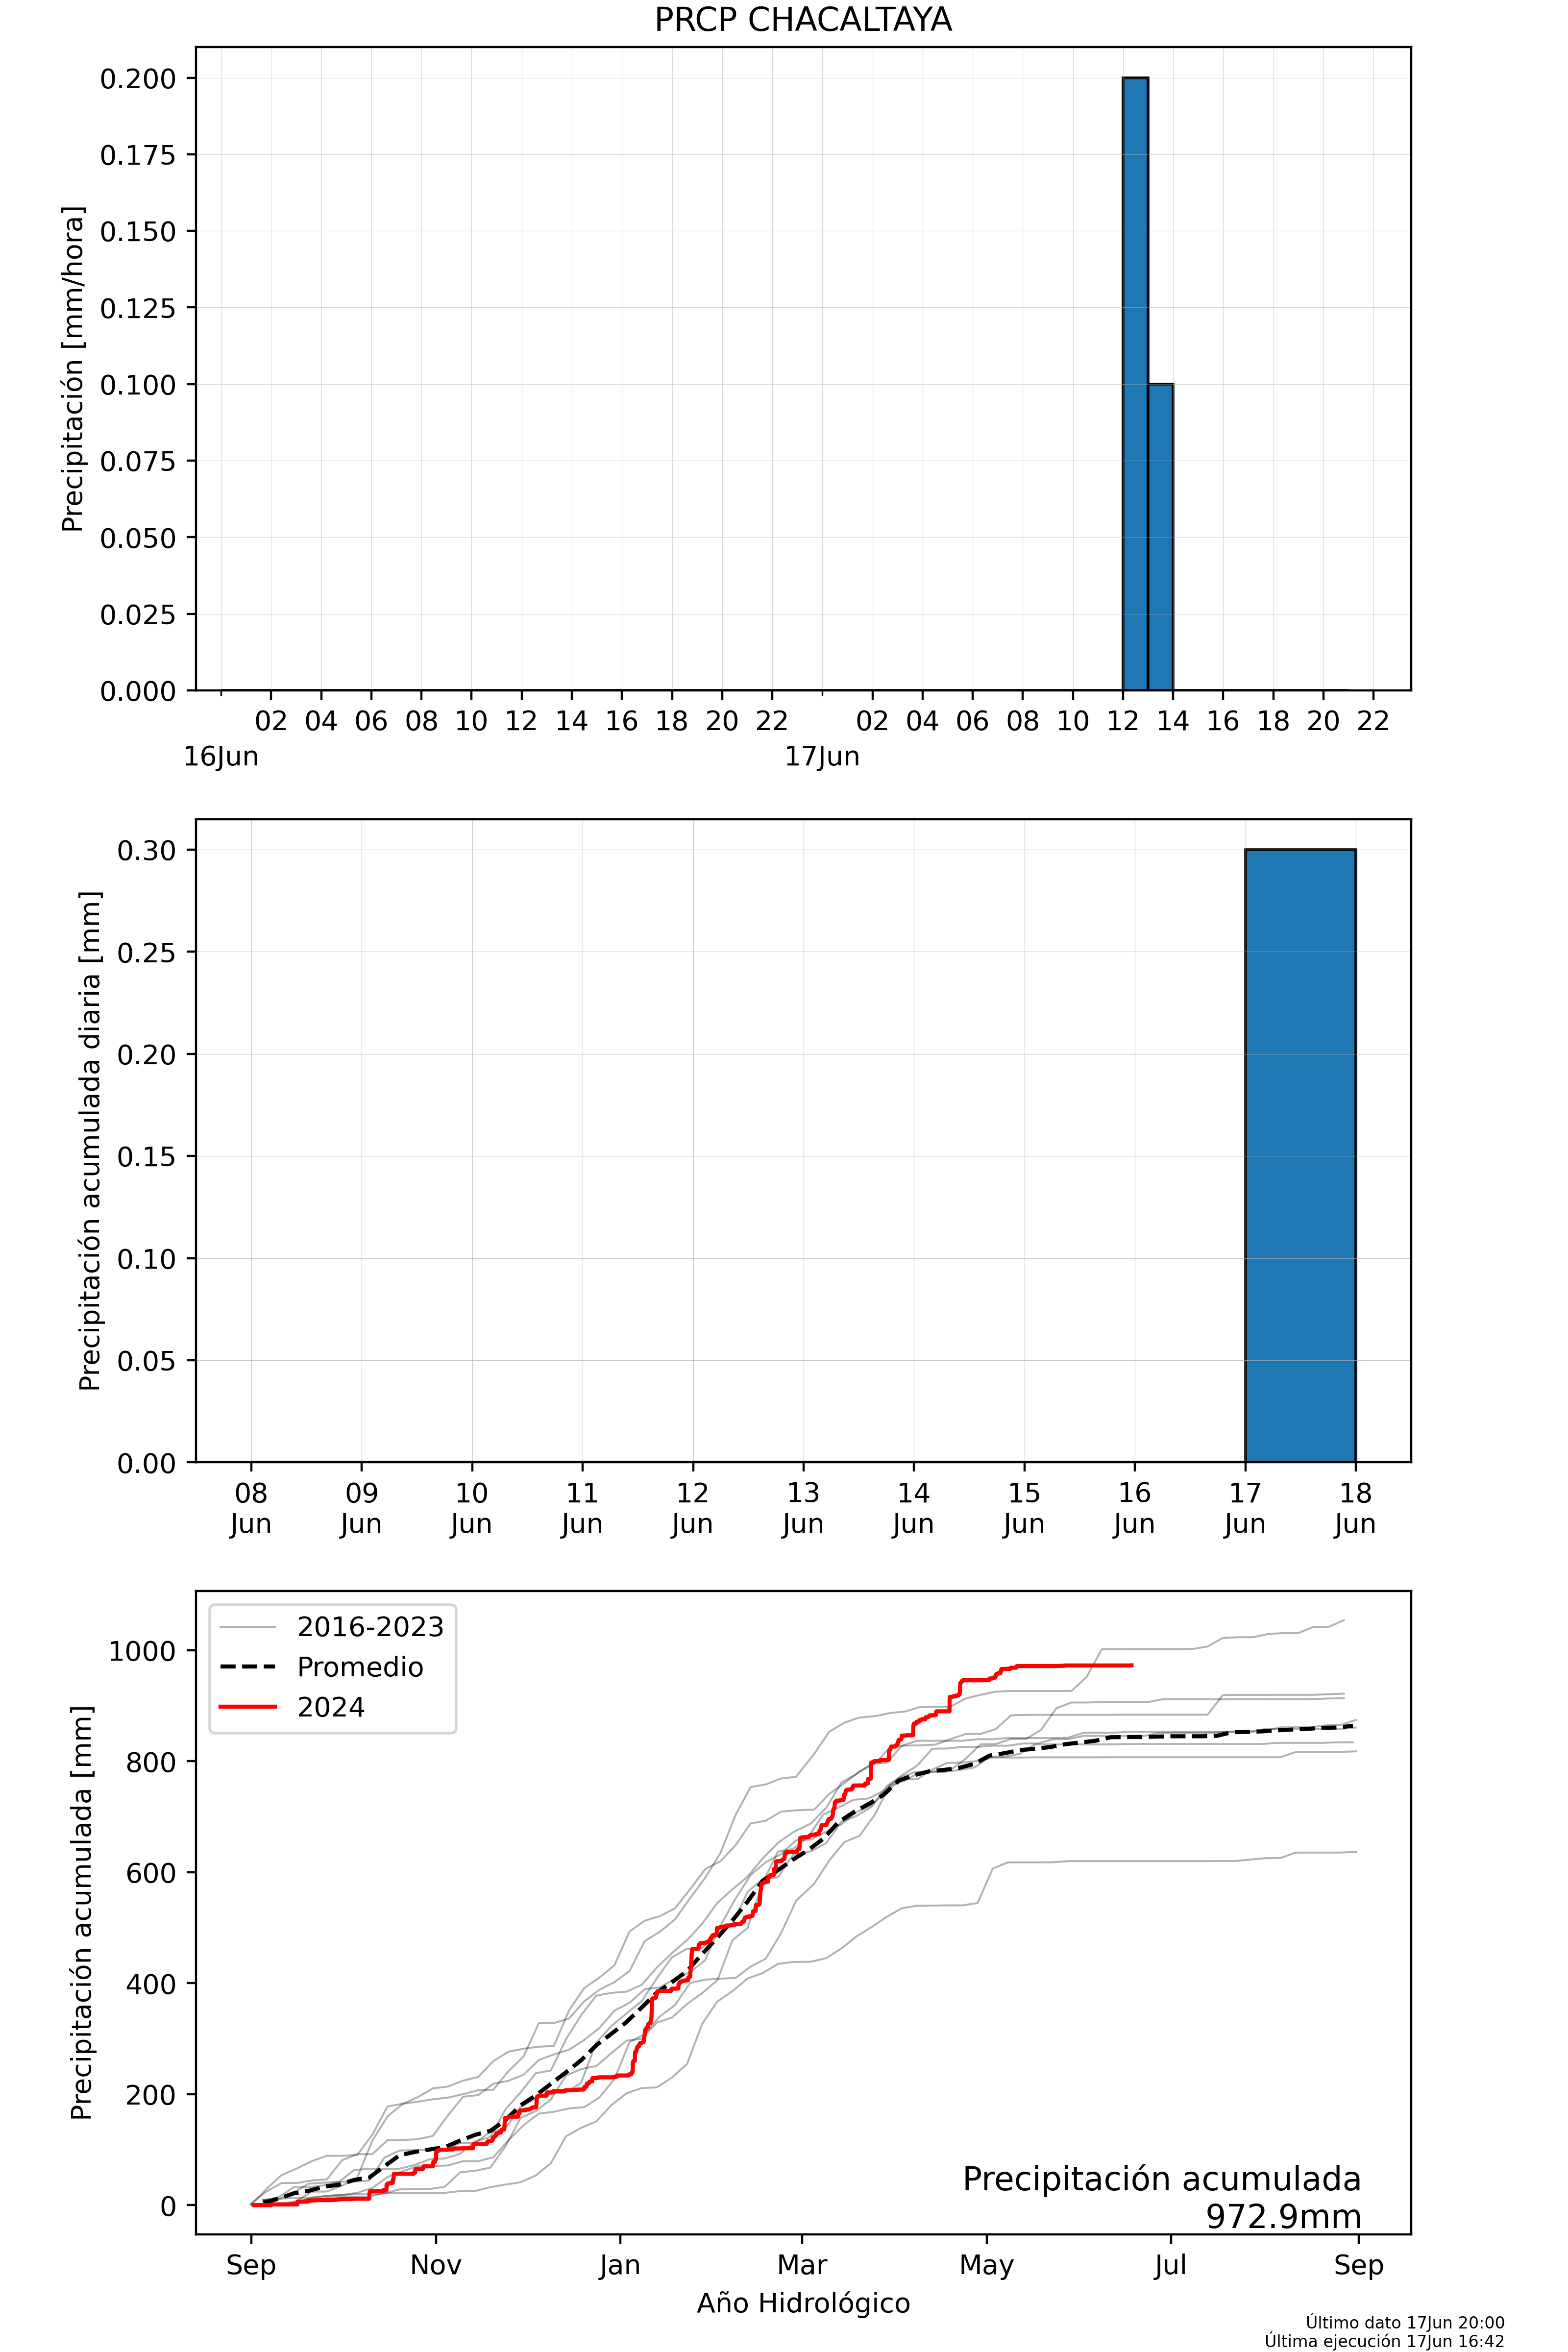 PRCP CHACALTAYA
Precipitación [mm/hora]
0.200
0.175
0.150
0.125
0.100
0.075
0.050
0.025
0.000
02 04 06 08 10 12 14 16 18 20 22 02 04 06 08 10 12 14 16 18 20 22
16Jun 17Jun
Precipitación acumulada diaria [mm]
0.30
0.25
0.20
0.15
0.10
0.05
0.00
08 09 10 11 12 13 14 15 16 17 18
Jun Jun Jun Jun Jun Jun Jun Jun Jun Jun Jun
Precipitación acumulada [mm]
1000
800
600
400
200
0
2016-2023
Promedio
2024
Precipitación acumulada
972.9mm
Sep Nov Jan Mar May Jul Sep
Año Hidrológico
Último dato 17Jun 20:00
Última ejecución 17Jun 16:42